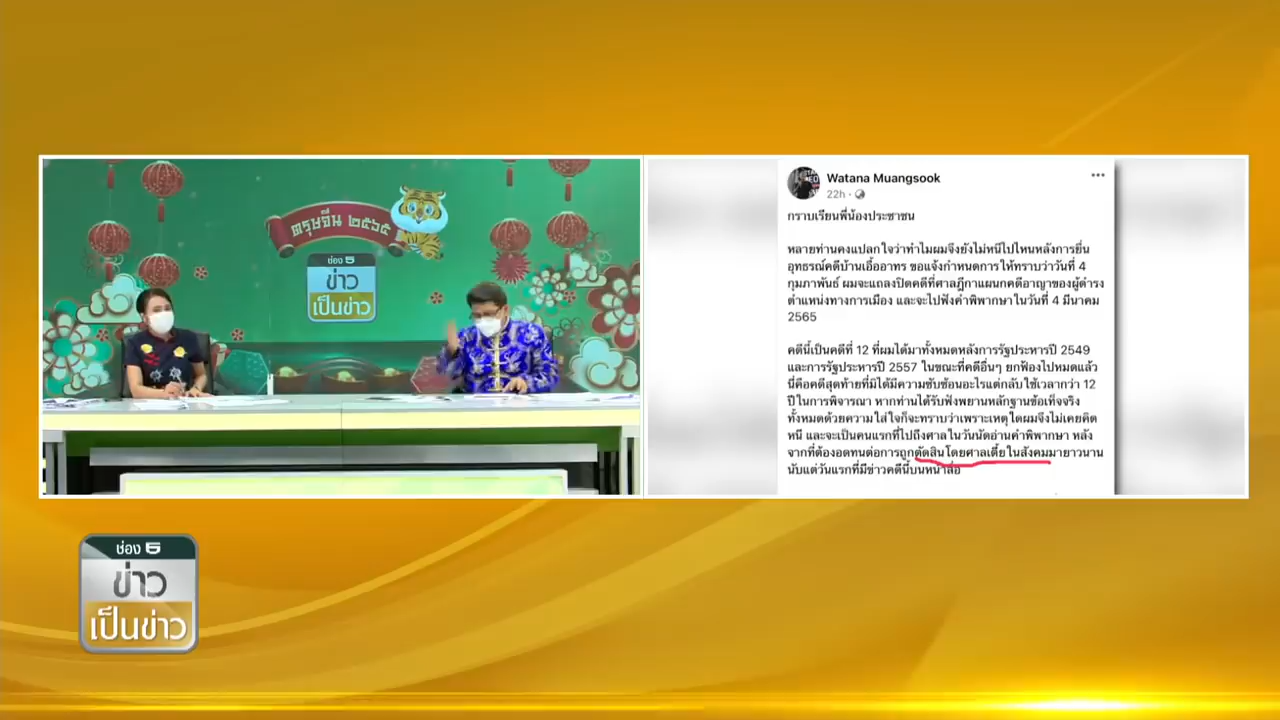 ตรุษจีน ๒๕๖๕
ช่อง 5
ข่าว
เป็นข่าว
Watana Muangsook
22h
กราบเรียนพี่น้องประชาชน
หลายท่านคงแปลกใจว่าทำไมผมจึงยังไม่หนีไปไหนหลังการยื่น
อุทธรณ์คดีบ้านเอื้ออาทร ขอแจ้งกำหนดการให้ทราบว่าวันที่ 4
กุมภาพันธ์ ผมจะแถลงปิดคดีที่ศาลฎีกาแผนกคดีอาญาของผู้ดำรง
ตำแหน่งทางการเมือง และจะไปฟังคำพิพากษาในวันที่ 4 มีนาคม
2565
คดีนี้เป็นคดีที่ 12 ที่ผมได้มาทั้งหมดหลังการรัฐประหารปี 2549
และการรัฐประหารปี 2557 ในขณะที่คดีอื่นๆ ยกฟ้องไปหมดแล้ว
นี่คือคดีสุดท้ายที่มิได้มีความซับซ้อนอะไรแต่กลับใช้เวลากว่า 12
ปีในการพิจารณา หากท่านได้รับฟังพยานหลักฐานข้อเท็จจริง
ทั้งหมดด้วยความใส่ใจก็จะทราบว่าเพราะเหตุใดผมจึงไม่เคยคิด
หนี และจะเป็นคนแรกที่ไปถึงศาลในวันนัดอ่านคำพิพากษา หลัง
จากที่ต้องอดทนต่อการถูกตัดสินโดยศาลเตี้ยในสังคมมายาวนาน
นับแต่วันแรกที่มีข่าวคดีนี้บนหน้าสื่อ
ช่อง 5
ข่าว
เป็นข่าว